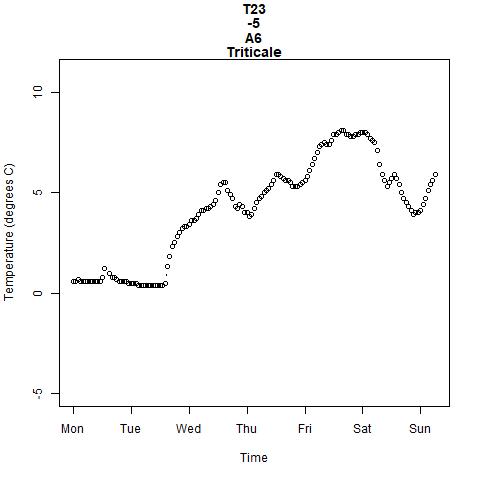 T23
-5
A6
Triticale
Temperature (degrees C)
10
5
0
-5
Mon Tue Wed Thu Fri Sat Sun
Time